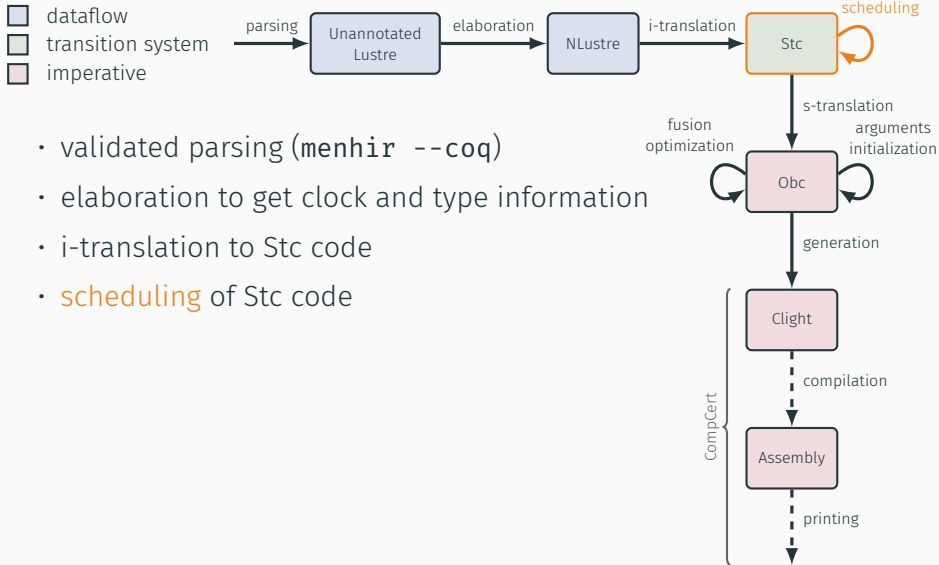 dataflow
transition system
imperative
parsing
Unannotated
Lustre
elaboration
NLustre
i-translation
Stc
scheduling
s-translation
fusion
optimization
arguments
initialization
Obc
generation
Clight
compilation
CompCert
Assembly
printing
· validated parsing (menhir --coq)
· elaboration to get clock and type information
· i-translation to Stc code
· scheduling of Stc code